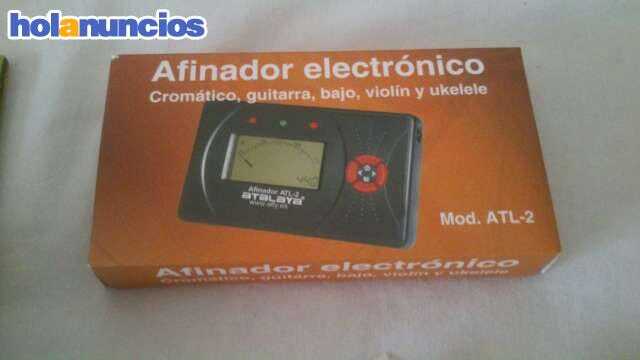 holanuncios
Afinador electrónico
Cromático, guitarra, bajo, violín y ukelele
Afinador ATL-2
ATALAYA
Mod. ATL-2
Afinador electrónico
Cromático, guitarra, bajo, violín y ukelele